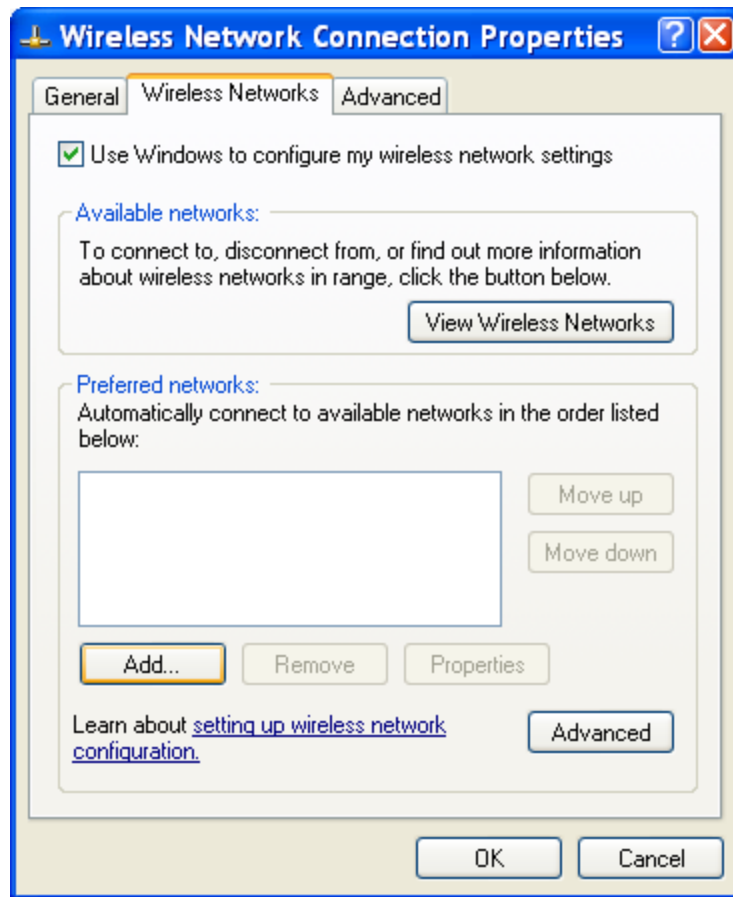 Wireless Network Connection Properties
General Wireless Networks Advanced
Use Windows to configure my wireless network settings
Available networks:
To connect to, disconnect from, or find out more information
about wireless networks in range, click the button below.
View Wireless Networks
Preferred networks:
Automatically connect to available networks in the order listed
below:
Move up
Move down
Add... Remove Properties
Learn about setting up wireless network
configuration.
Advanced
OK Cancel